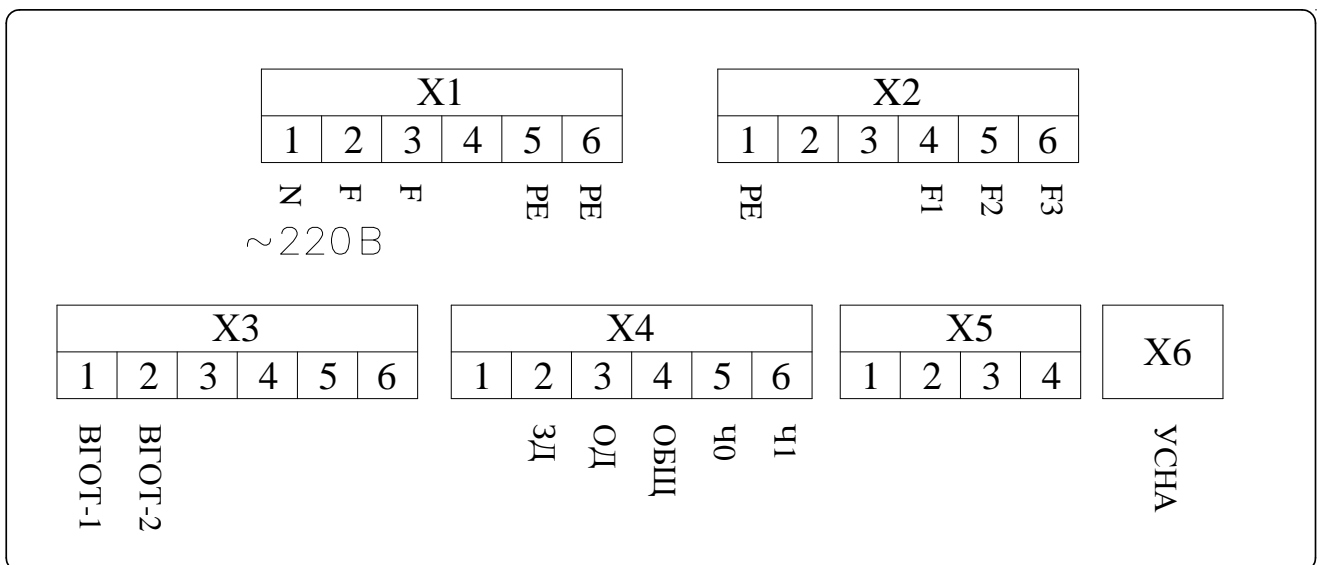 X1 X2
1 2 3 4 5 6 1 2 3 4 5 6
N F F PE PE PE F1 F2 F3
~220В
X3 X4 X5 X6
1 2 3 4 5 6 1 2 3 4 5 6 1 2 3 4
ВГОТ-1 ВГОТ-2 ЗД ОД ОБЩ Ч0 Ч1 УСНА